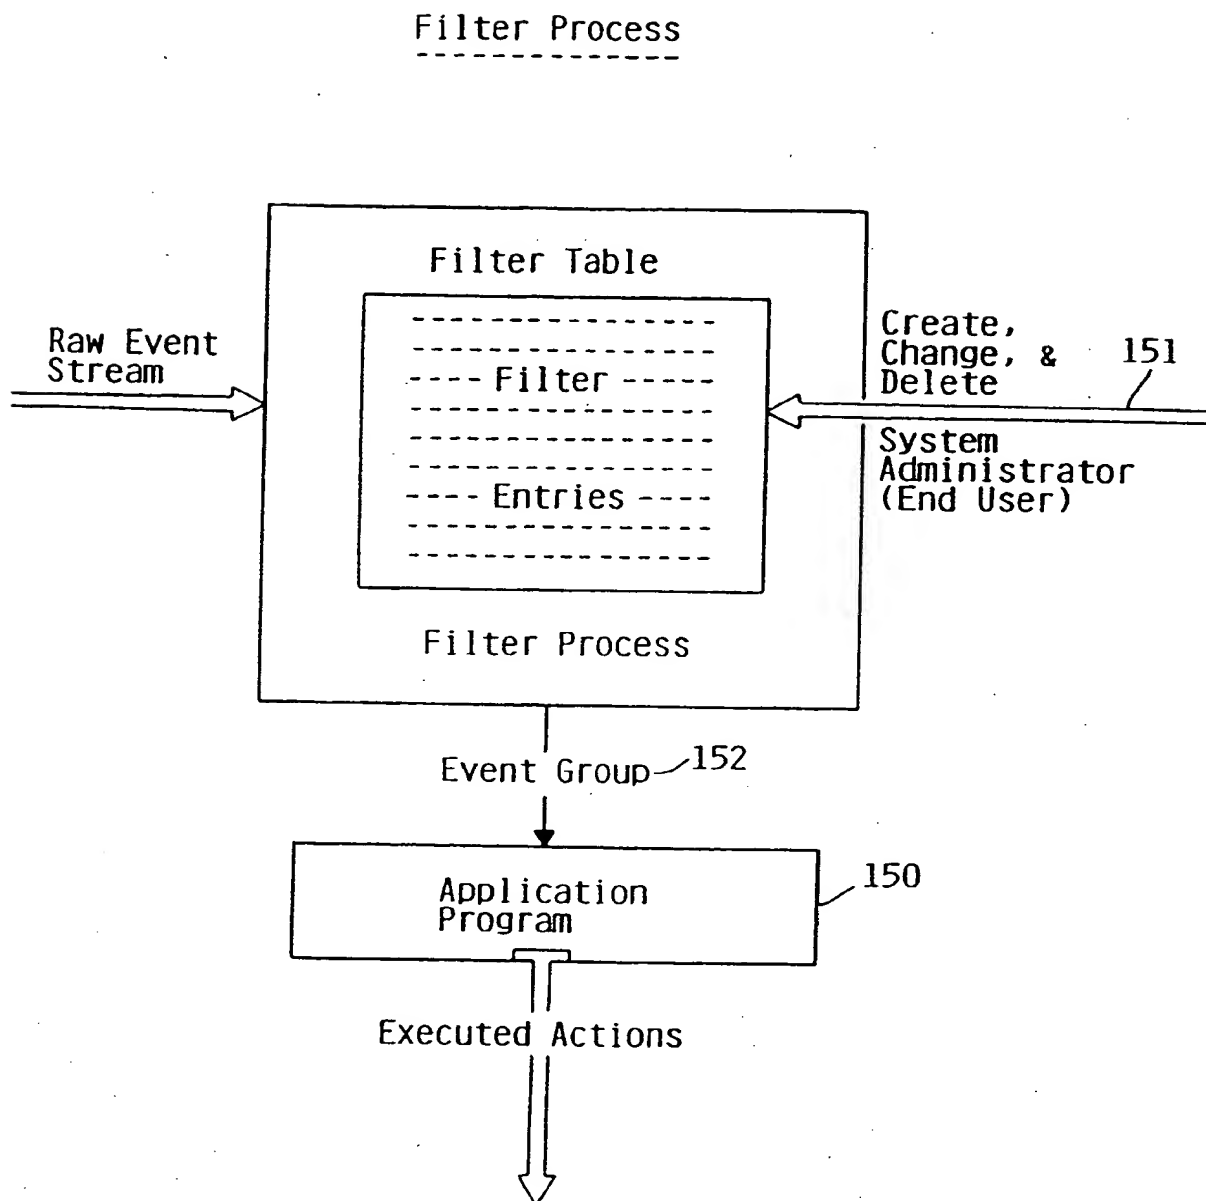 Filter Process
Filter Table
Raw Event
Stream
Filter
Entries
Create,
Change, &
Delete
151
System
Administrator
(End User)
Filter Process
Event Group
152
Application
Program
150
Executed Actions